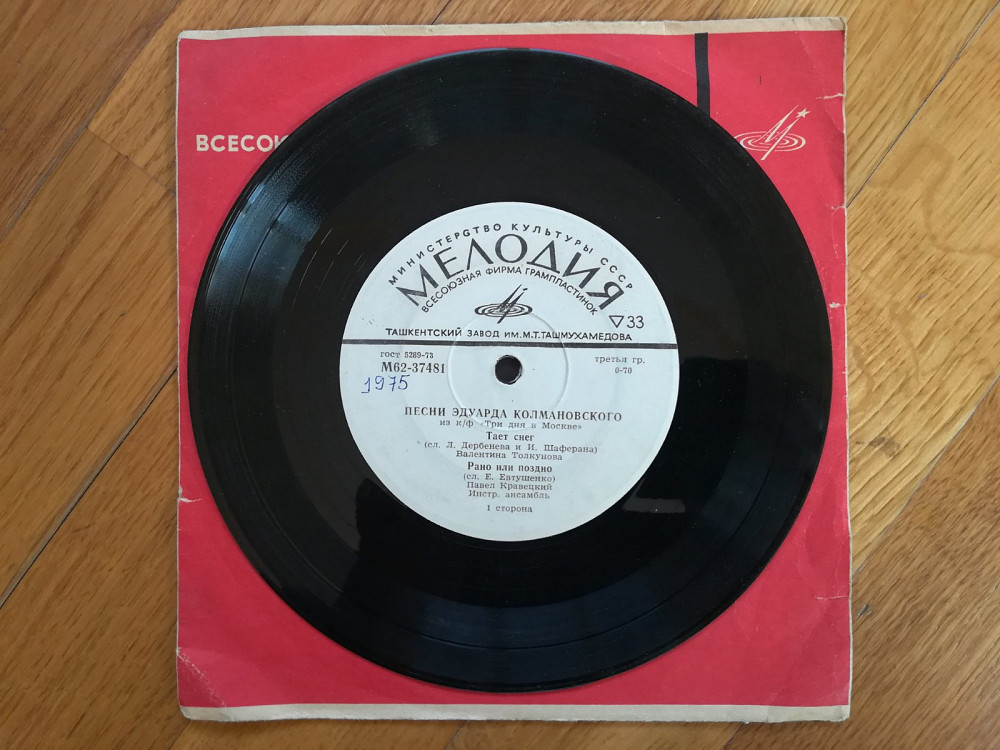 ВСЕСОЮ
МИНИСТЕРСТВО КУЛЬТУРЫ СССР
МЕЛОДИЯ
ВСЕСОЮЗНАЯ ФИРМА ГРАМПЛАСТИНОК
33
ТАШКЕНТСКИЙ ЗАВОД ИМ. М.Т. ТАШМУХАМЕДОВА
гост 5289-73
третья гр.
М62-37481
0-70
1975
ПЕСНИ ЭДУАРДА КОЛМАНОВСКОГО
из к/ф «Три дня в Москве»
Тает снег
(сл. Л. Дербенева и И. Шаферана)
Валентина Толкунова
Рано или поздно
(сл. Е. Евтушенко)
Павел Кравецкий
Инстр. ансамбль
1 сторона